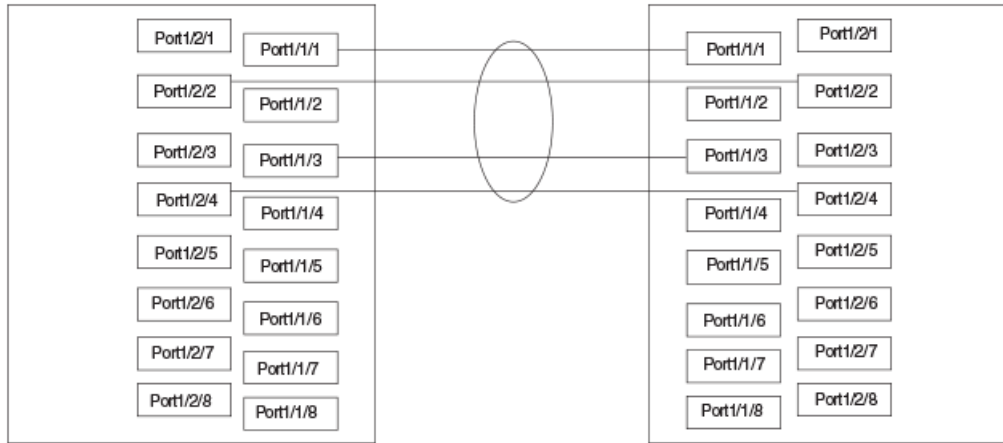 Port1/2/1
Port1/1/1
Port1/2/2
Port1/1/2
Port1/2/3
Port1/1/3
Port1/2/4
Port1/1/4
Port1/2/5
Port1/1/5
Port1/2/6
Port1/1/6
Port1/2/7
Port1/1/7
Port1/2/8
Port1/1/8
Port1/2/1
Port1/1/1
Port1/2/2
Port1/1/2
Port1/2/3
Port1/1/3
Port1/2/4
Port1/1/4
Port1/2/5
Port1/1/5
Port1/2/6
Port1/1/6
Port1/2/7
Port1/1/7
Port1/2/8
Port1/1/8